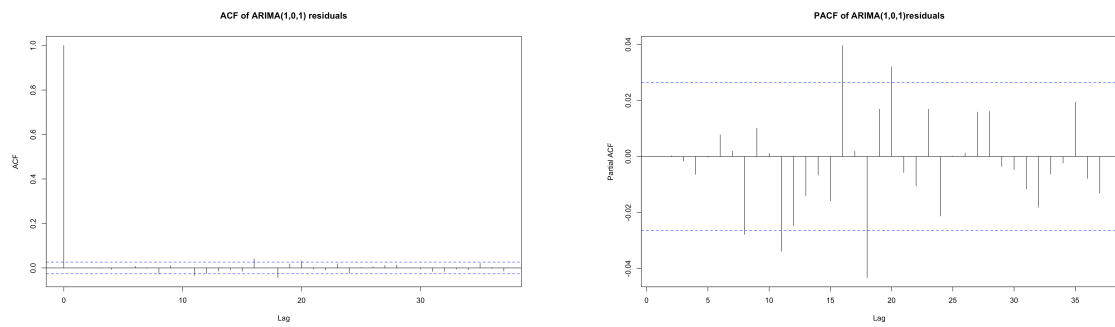 ACF of ARIMA(1,0,1) residuals
ACF
1.0
0.8
0.6
0.4
0.2
0.0
0 10 20 30
Lag
PACF of ARIMA(1,0,1)residuals
Partial ACF
0.04
0.02
0.00
-0.02
-0.04
0 5 10 15 20 25 30 35
Lag